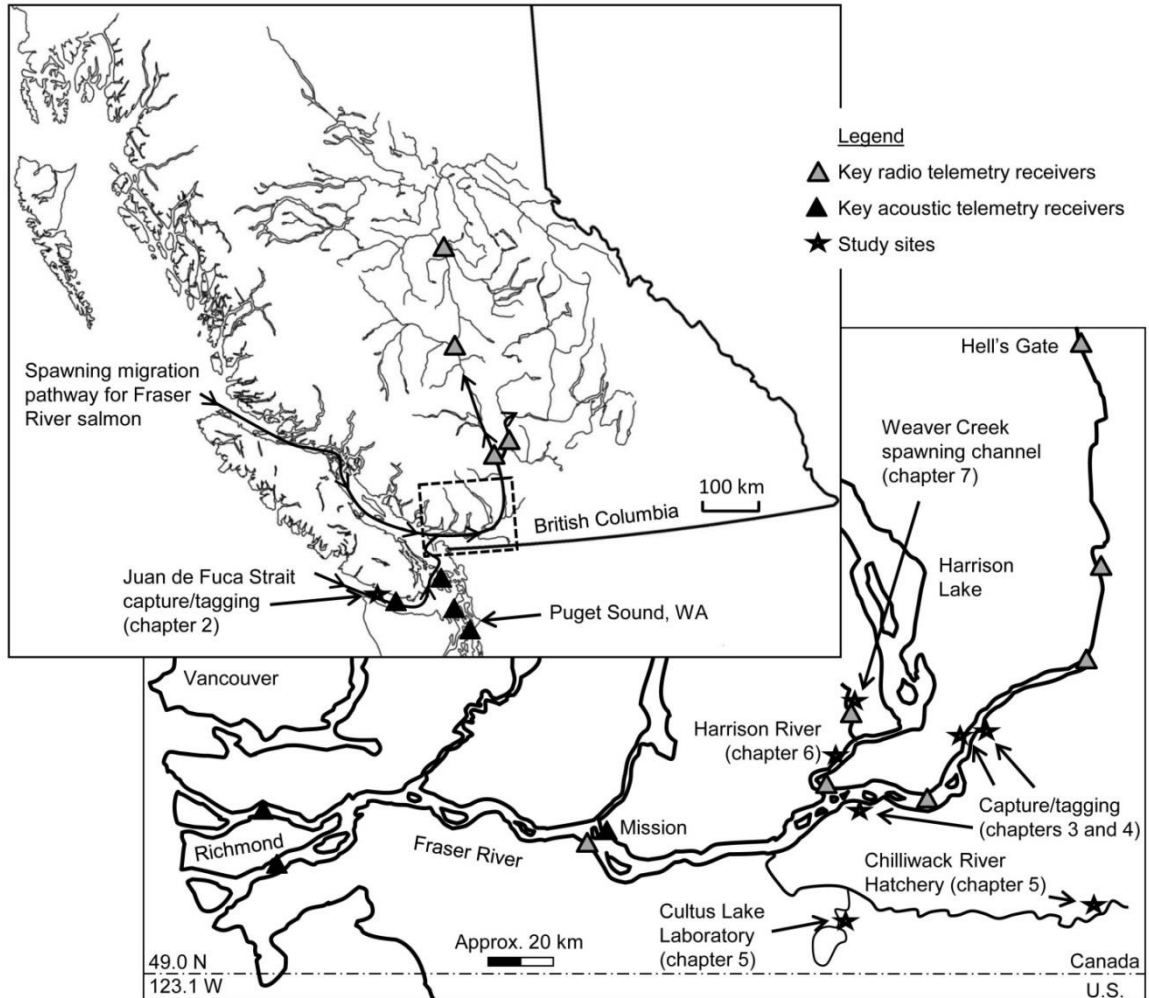 Legend
Key radio telemetry receivers
Key acoustic telemetry receivers
Study sites
Spawning migration
pathway for Fraser
River salmon
100 km
British Columbia
Juan de Fuca Strait
capture/tagging
(chapter 2)
Puget Sound, WA
Hell's Gate
Weaver Creek
spawning channel
(chapter 7)
Harrison
Lake
Vancouver
Harrison River
(chapter 6)
Capture/tagging
(chapters 3 and 4)
Richmond
Fraser River
Mission
Chilliwack River
Hatchery (chapter 5)
Cultus Lake
Laboratory
(chapter 5)
Approx. 20 km
49.0 N
123.1 W
Canada
U.S.